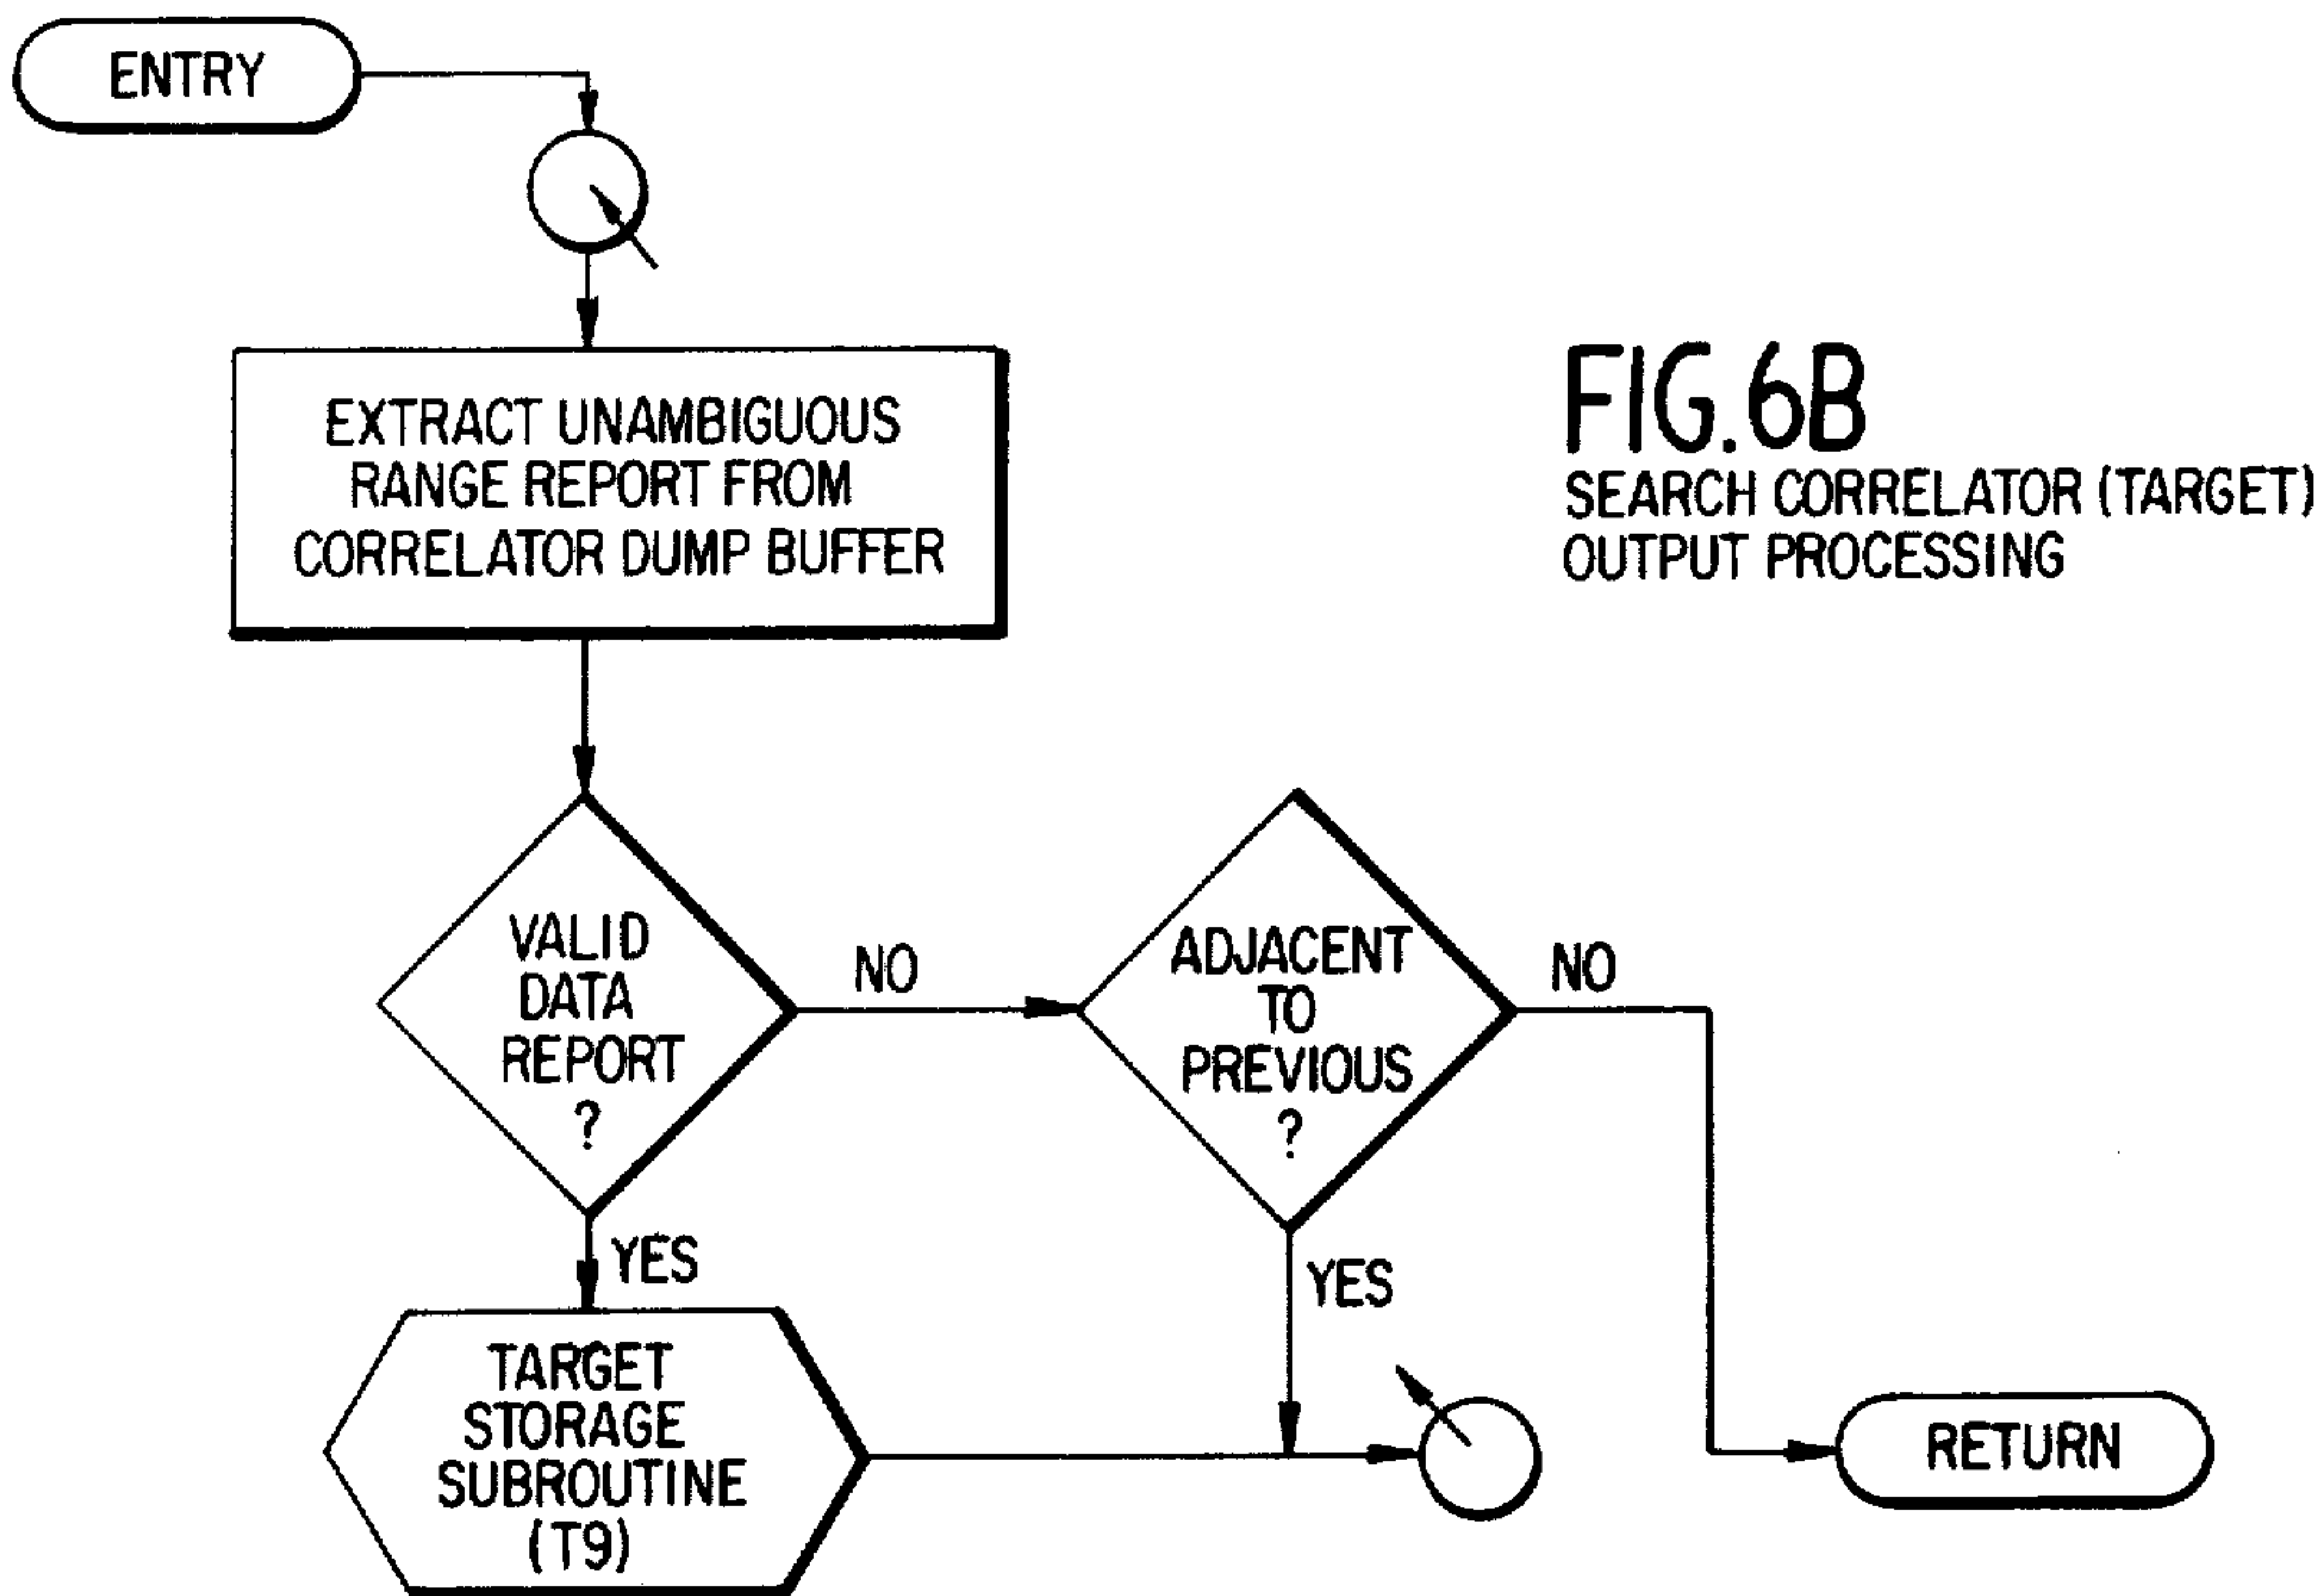 ENTRY
EXTRACT UNAMBIGUOUS
RANGE REPORT FROM
CORRELATOR DUMP BUFFER
FIG.6B
SEARCH CORRELATOR (TARGET)
OUTPUT PROCESSING
VALID
DATA
REPORT
?
NO
ADJACENT
TO
PREVIOUS
?
NO
YES
YES
TARGET
STORAGE
SUBROUTINE
(T9)
RETURN